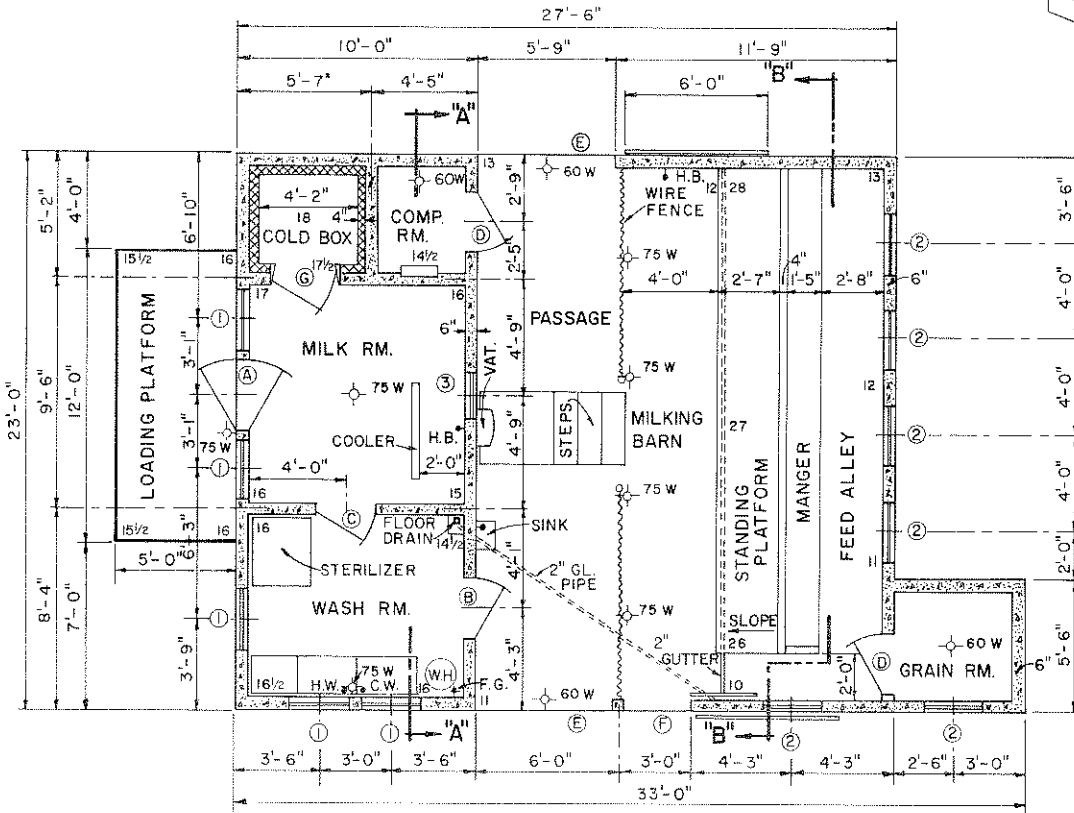 27'-6"
10'-0" 5'-9" 11'-9"
5'-7" 4'-5" "A" 6'-0" "B"
E
13 60 W H.B. 12 28 13
60W
WIRE
FENCE
4'-2"
18 4"
COLD BOX
COMP.
RM.
14 1/2
17 1/2
G
D
2'-9"
2'-5"
75 W
4"
4'-0" 2'-7" 1'-5" 2'-8" 6"
3'-6"
2
4'-0"
2
4'-0"
2
4'-0"
2
2'-0"
5'-6"
23'-0"
5'-2"
4'-0"
6'-10"
9'-6"
12'-0"
3'-1"
3'-1"
6'-3"
8'-4"
7'-0"
3'-9"
15 1/2 16
LOADING PLATFORM
15 1/2 16
5'-0"
17 16
1
A
75 W
1
1
MILK RM.
75 W
COOLER
H.B.
2'-0"
4'-0"
16 15
C
6"
3
VAT.
4'-9"
4'-9"
PASSAGE
STEPS
MILKING
BARN
75 W
75 W
75 W
12
27
11
STANDING
PLATFORM
MANGER
FEED ALLEY
16
FLOOR
DRAIN
14 1/2
SINK
STERILIZER
2" GL.
PIPE
4'-1"
4'-3"
B
WASH RM.
75 W
H.W. C.W.
W.H
16 1/2 16
F.G.
11
2"
SLOPE
26
GUTTER
10
2'-0"
D
60 W
GRAIN RM.
6"
60 W
E F
1 1 "A" "B" 2 2
3'-6" 3'-0" 3'-6" 6'-0" 3'-0" 4'-3" 4'-3" 2'-6" 3'-0"
33'-0"